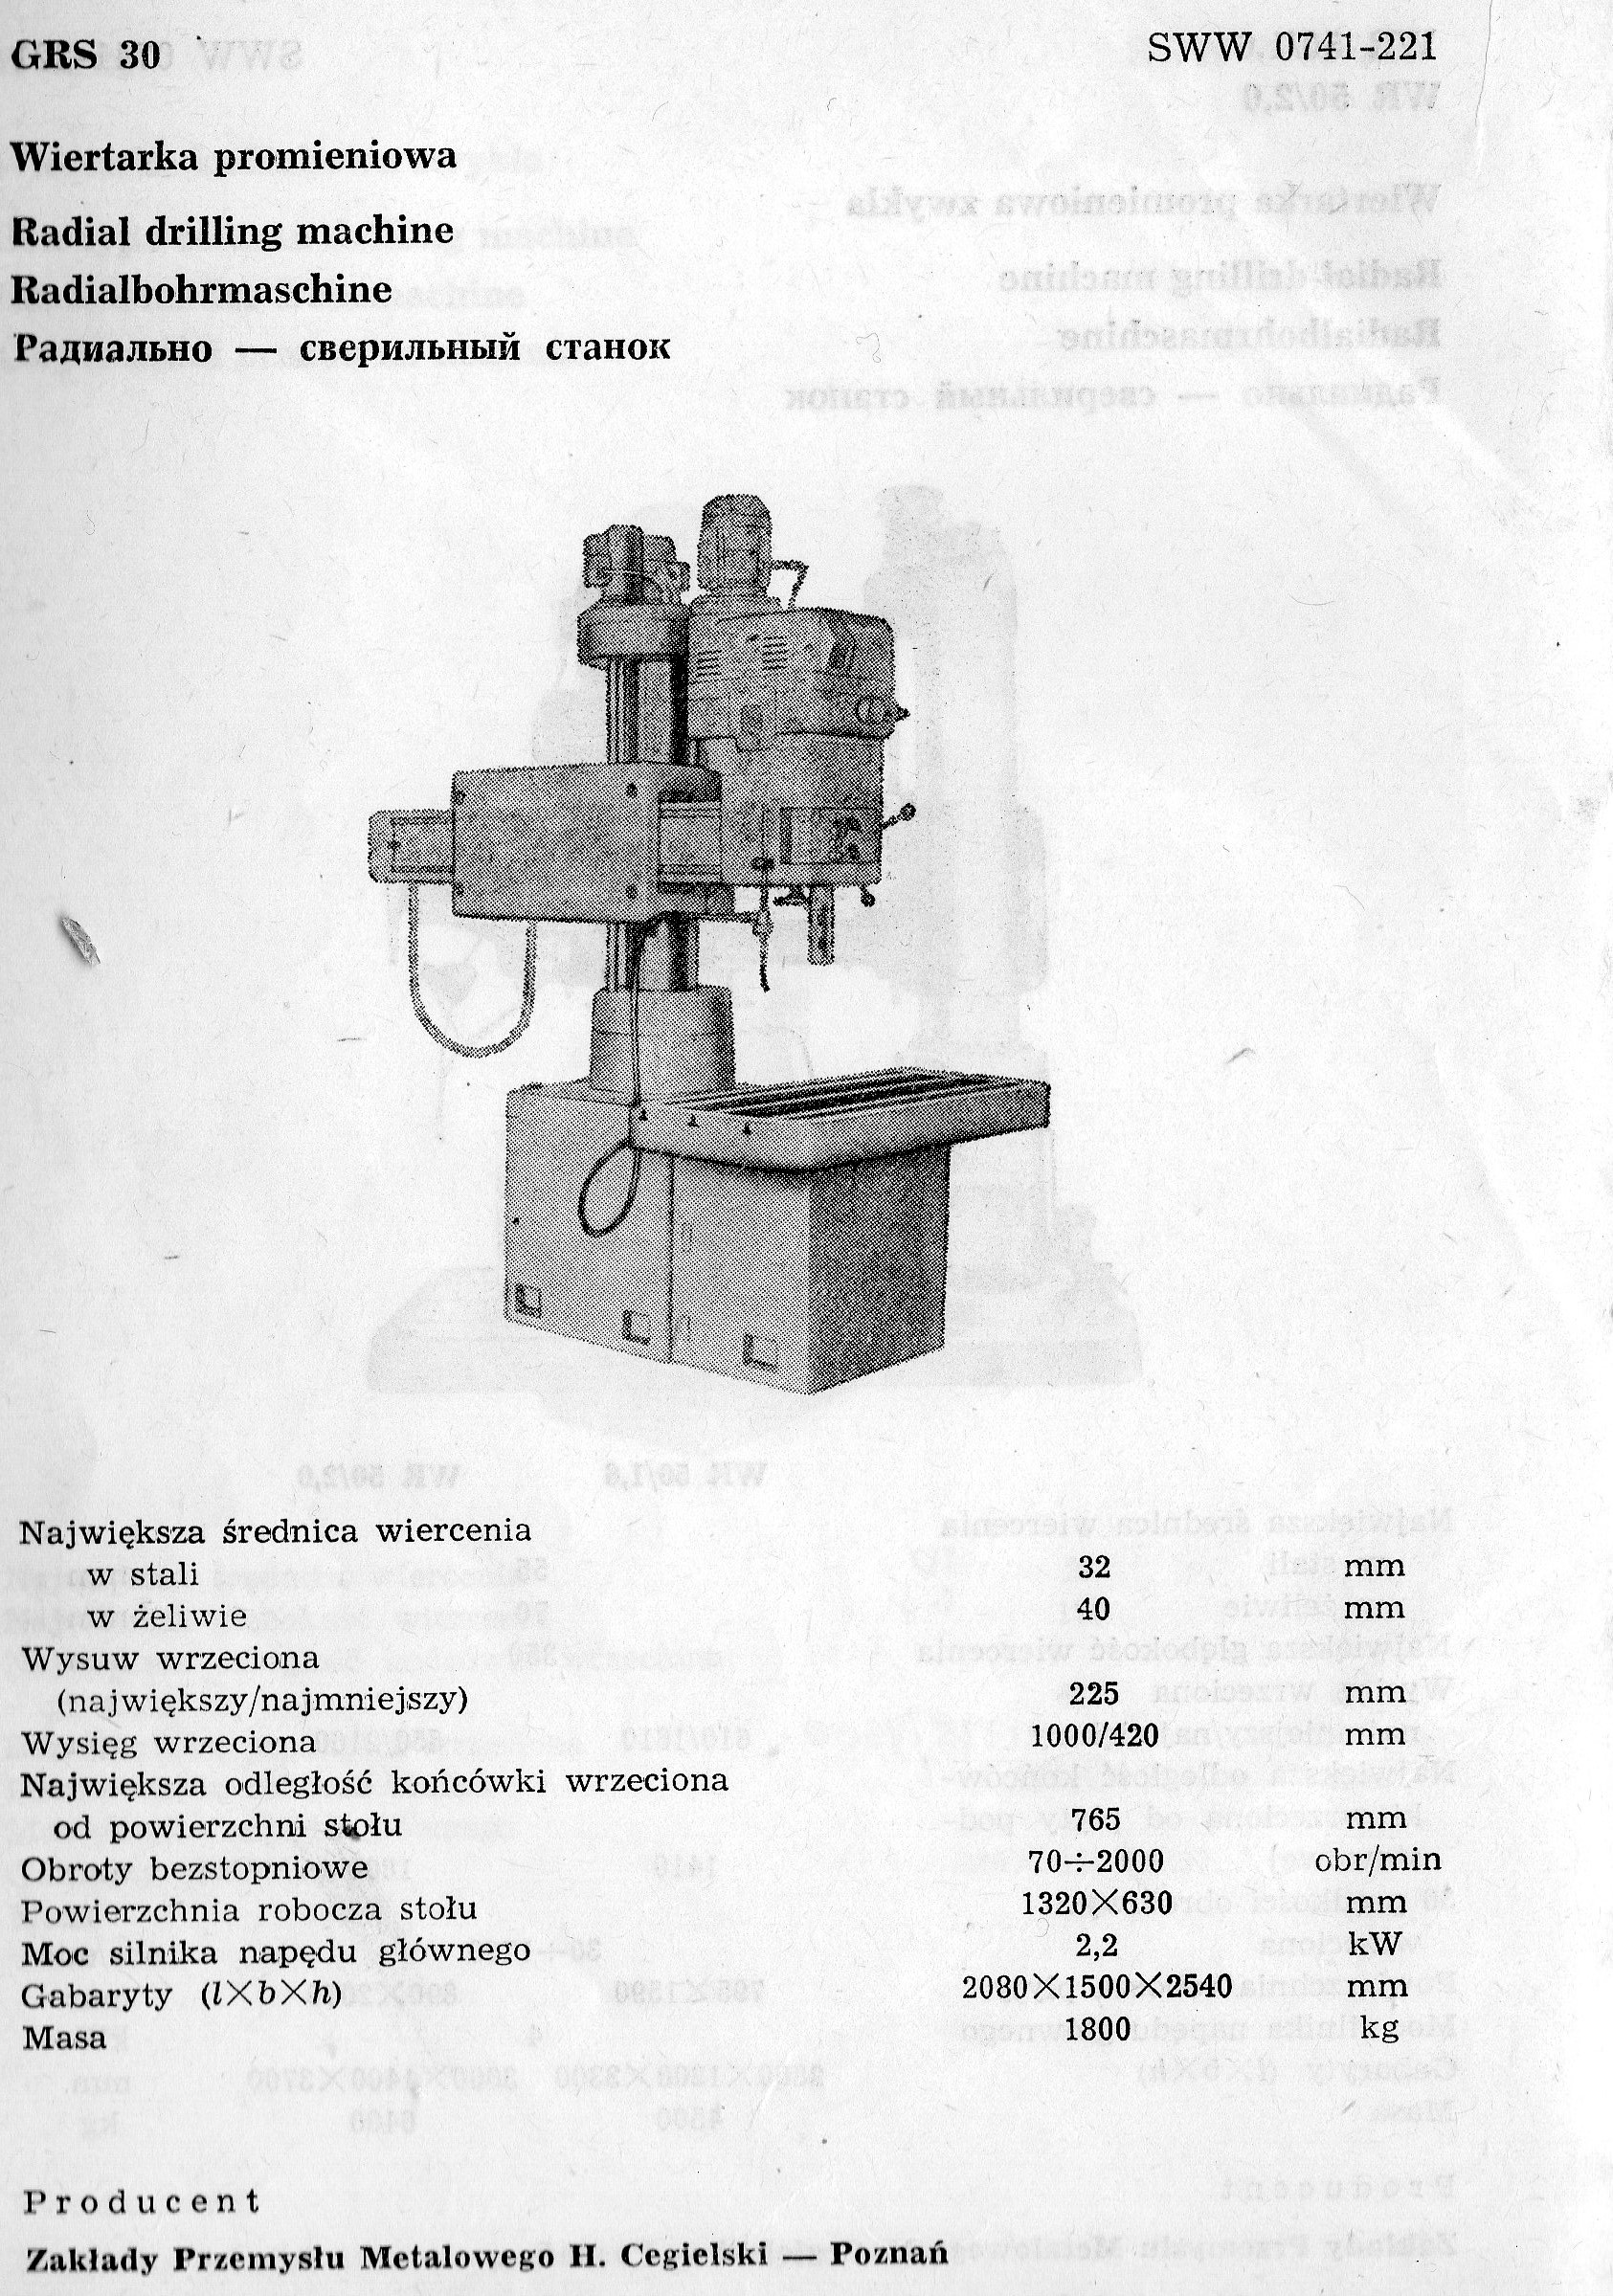 GRS 30 SWW 0741-221
Wiertarka promieniowa
Radial drilling machine
Radialbohrmaschine
Радиально — сверильный станок
Największa średnica wiercenia
w stali 32 mm
w żeliwie 40 mm
Wysuw wrzeciona
(największy/najmniejszy) 225 mm
Wysięg wrzeciona 1000/420 mm
Największa odległość końcówki wrzeciona
od powierzchni stołu 765 mm
Obroty bezstopniowe 70÷2000 obr/min
Powierzchnia robocza stołu 1320×630 mm
Moc silnika napędu głównego 2,2 kW
Gabaryty (l×b×h) 2080×1500×2540 mm
Masa 1800 kg
Producent
Zakłady Przemysłu Metalowego H. Cegielski — Poznań